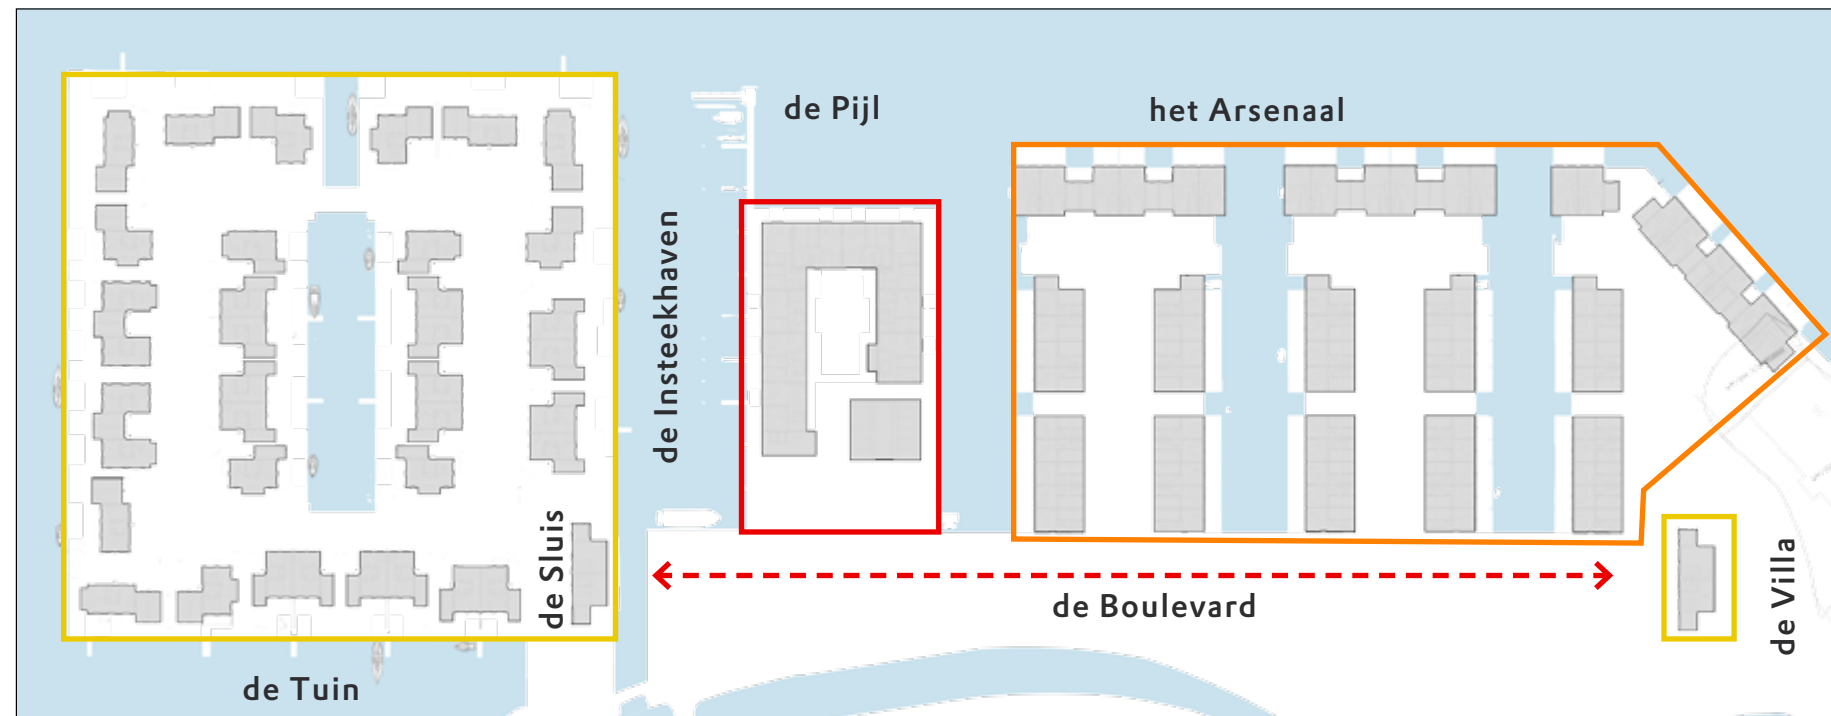 de Pijl
het Arsenaal
de Insteekhaven
de Sluis
de Boulevard
de Villa
de Tuin